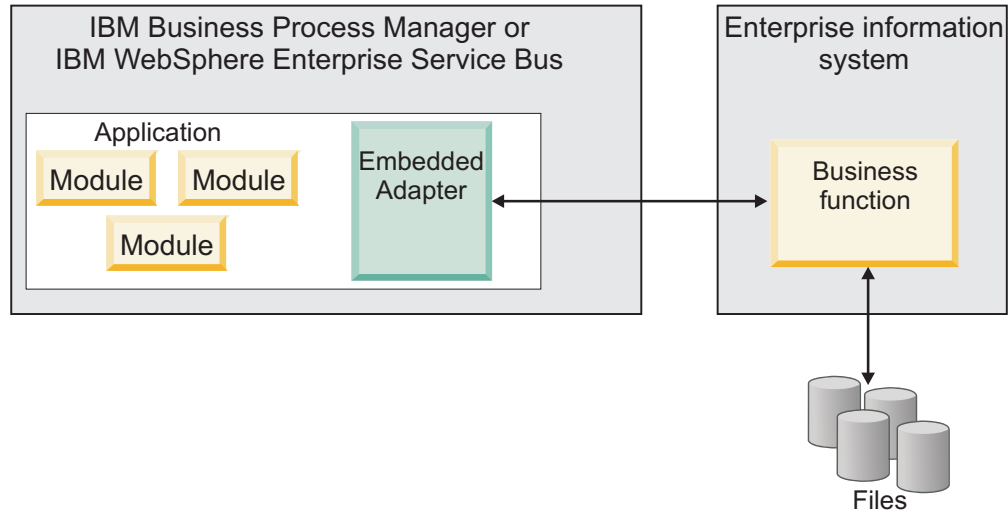 IBM Business Process Manager or
IBM WebSphere Enterprise Service Bus
Application
Module
Module
Module
Embedded
Adapter
Enterprise information
system
Business
function
Files